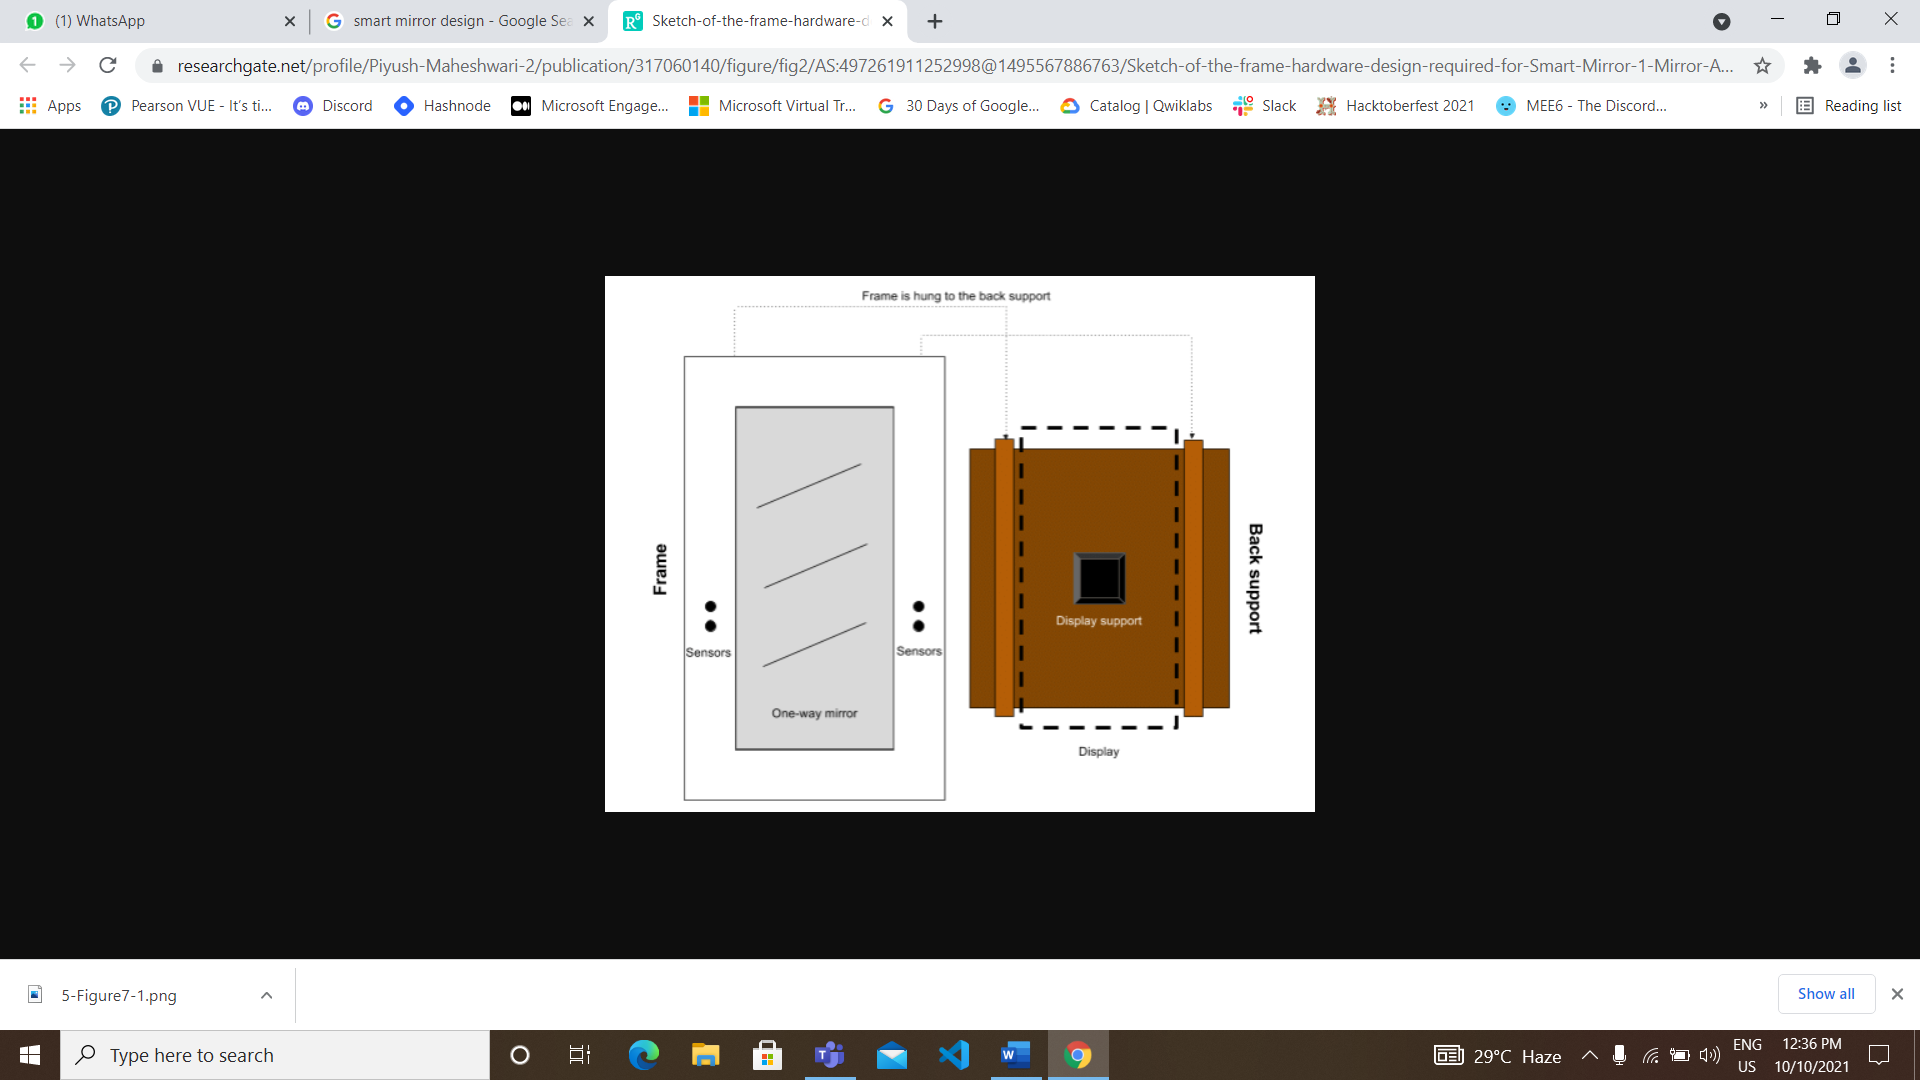 (1) WhatsApp
smart mirror design - Google Sea
Sketch-of-the-frame-hardware-d
researchgate.net/profile/Piyush-Maheshwari-2/publication/317060140/figure/fig2/AS:497261911252998@1495567886763/Sketch-of-the-frame-hardware-design-required-for-Smart-Mirror-1-Mirror-A...
Apps
Pearson VUE - It's ti...
Discord
Hashnode
Microsoft Engage...
Microsoft Virtual Tr...
30 Days of Google...
Catalog | Qwiklabs
Slack
Hacktoberfest 2021
MEE6 - The Discord...
»
Reading list
Frame is hung to the back support
Frame
Sensors
One-way mirror
Sensors
Display support
Display
Back support
5-Figure7-1.png
Show all
Type here to search
29°C Haze
ENG
US
12:36 PM
10/10/2021